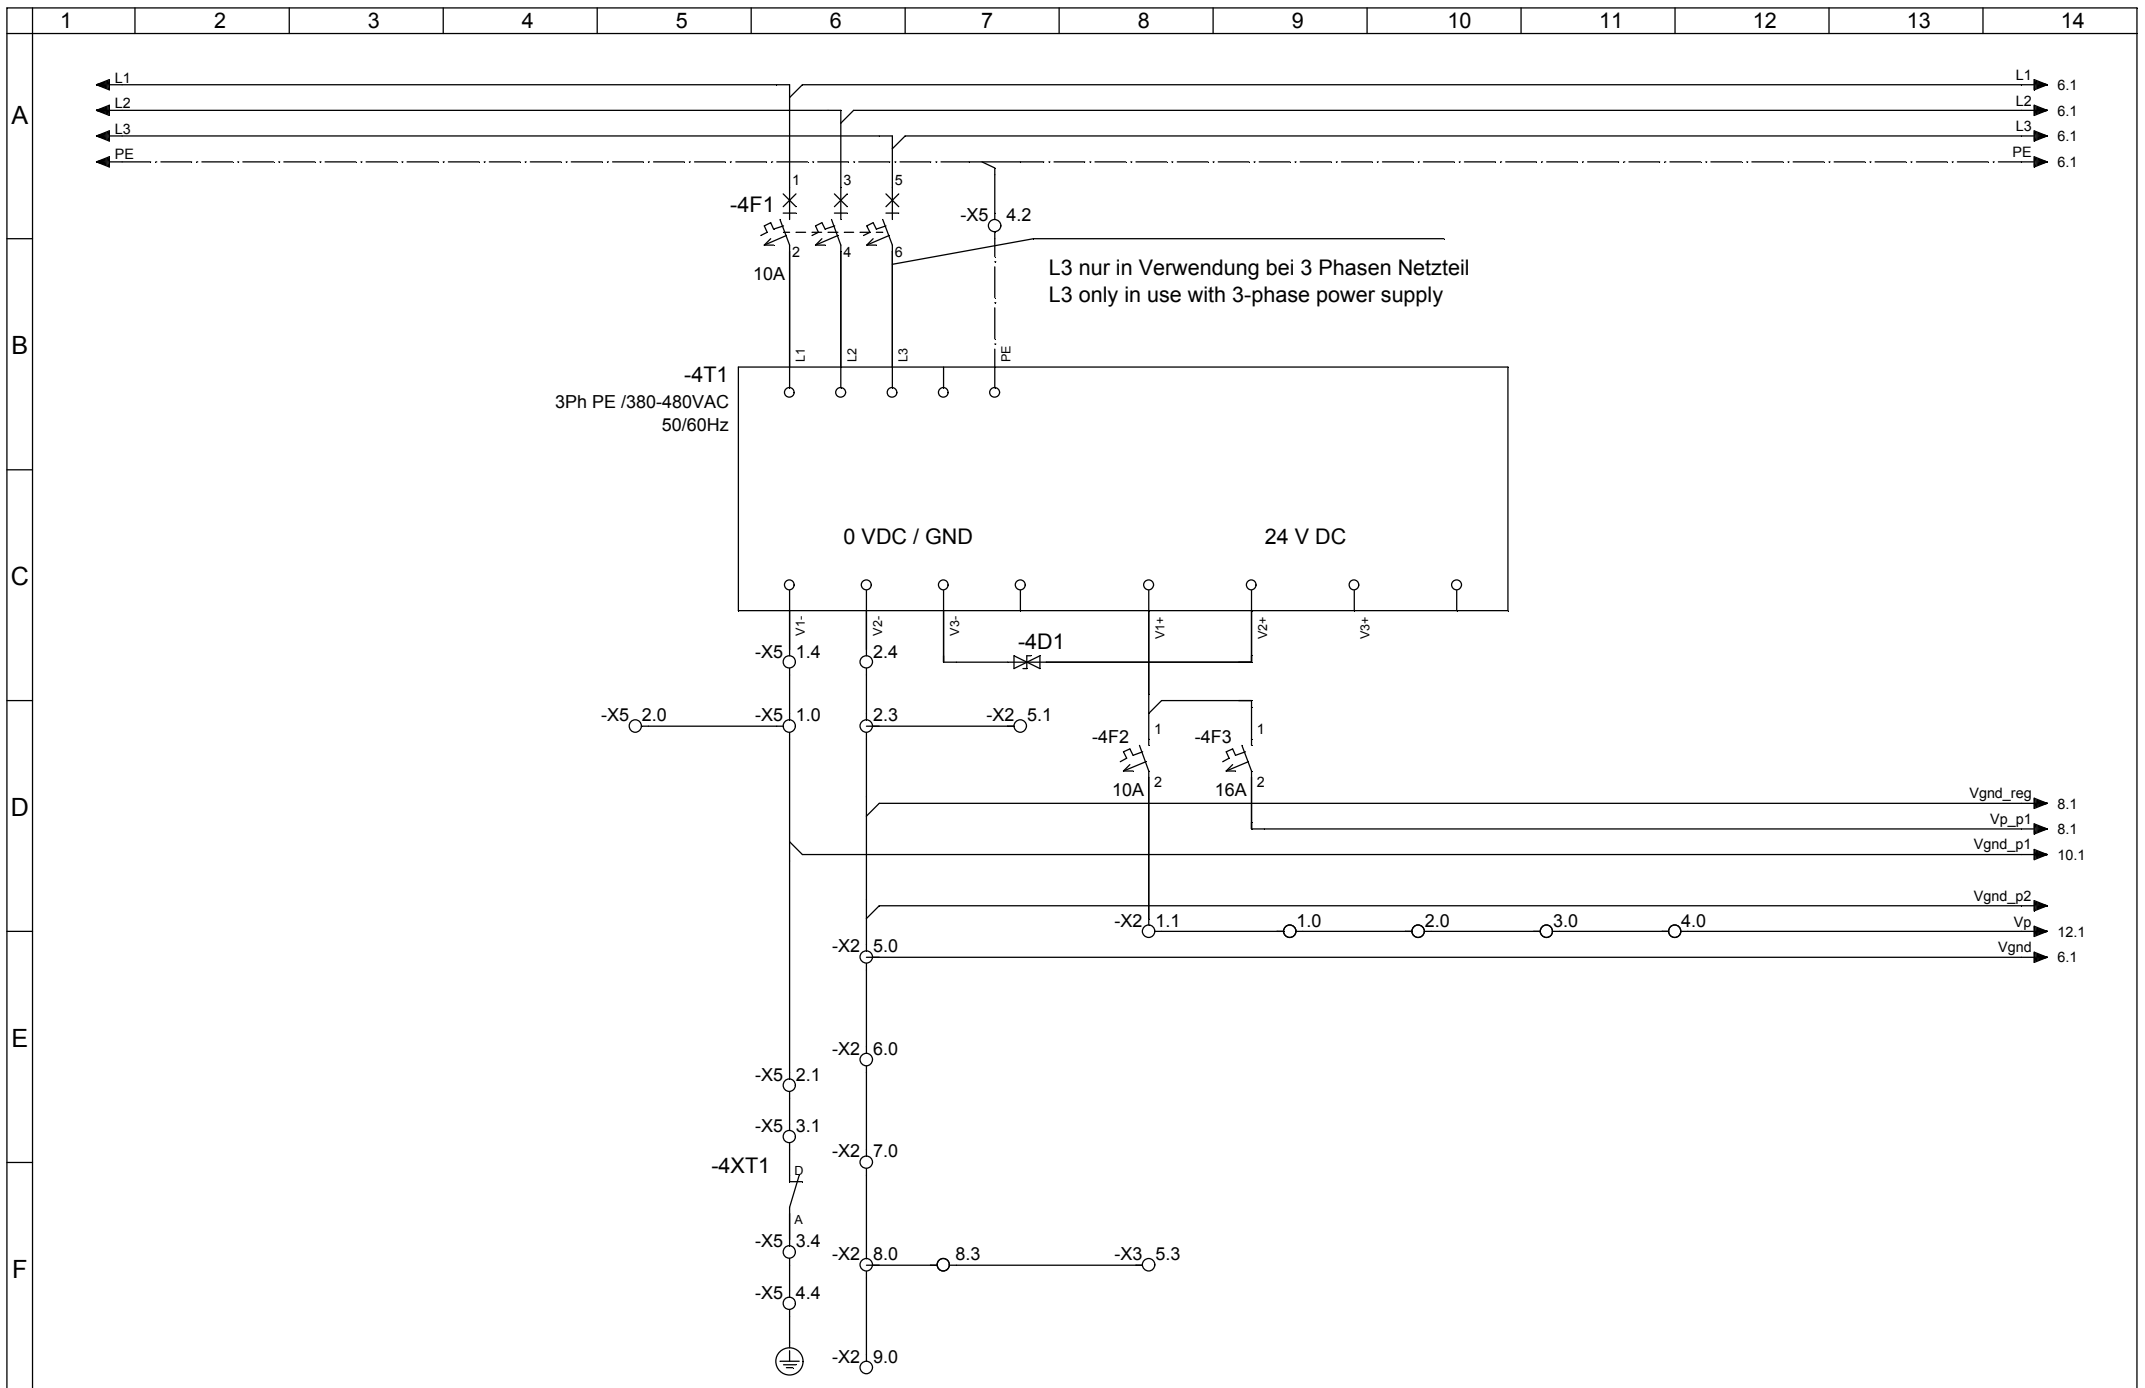 1 2 3 4 5 6 7 8 9 10 11 12 13 14
L1 L1 6.1
A L2 L2 6.1
L3 L3 6.1
PE PE 6.1
1 3 5
-4F1 -X5 4.2
2 4 6
10A
L3 nur in Verwendung bei 3 Phasen Netzteil
L3 only in use with 3-phase power supply
B L1 L2 L3 PE
-4T1
3Ph PE /380-480VAC
50/60Hz
0 VDC / GND 24 V DC
C
V1- V2- V3- V1+ V2+ V3+
-4D1
-X5 1.4 2.4
-X5 2.0 -X5 1.0 2.3 -X2 5.1
1 1
-4F2 -4F3
2 2
10A 16A
D Vgnd_reg 8.1
Vp_p1 8.1
Vgnd_p1 10.1
Vgnd_p2
-X2 1.1 1.0 2.0 3.0 4.0 Vp 12.1
-X2 5.0 Vgnd 6.1
E
-X2 6.0
-X5 2.1
-X5 3.1
-X2 7.0
-4XT1 D
A
-X5 3.4
F -X2 8.0 8.3 -X3 5.3
-X5 4.4
-X2 9.0